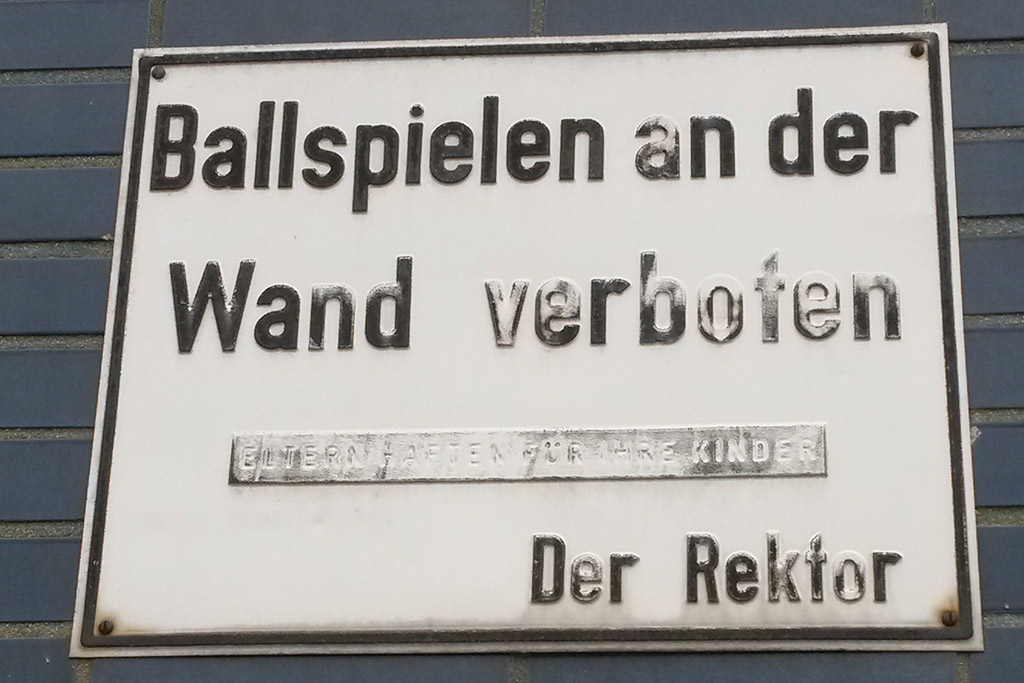 Ballspielen an der
Wand verboten
ELTERN HAFTEN FÜR IHRE KINDER
Der Rektor